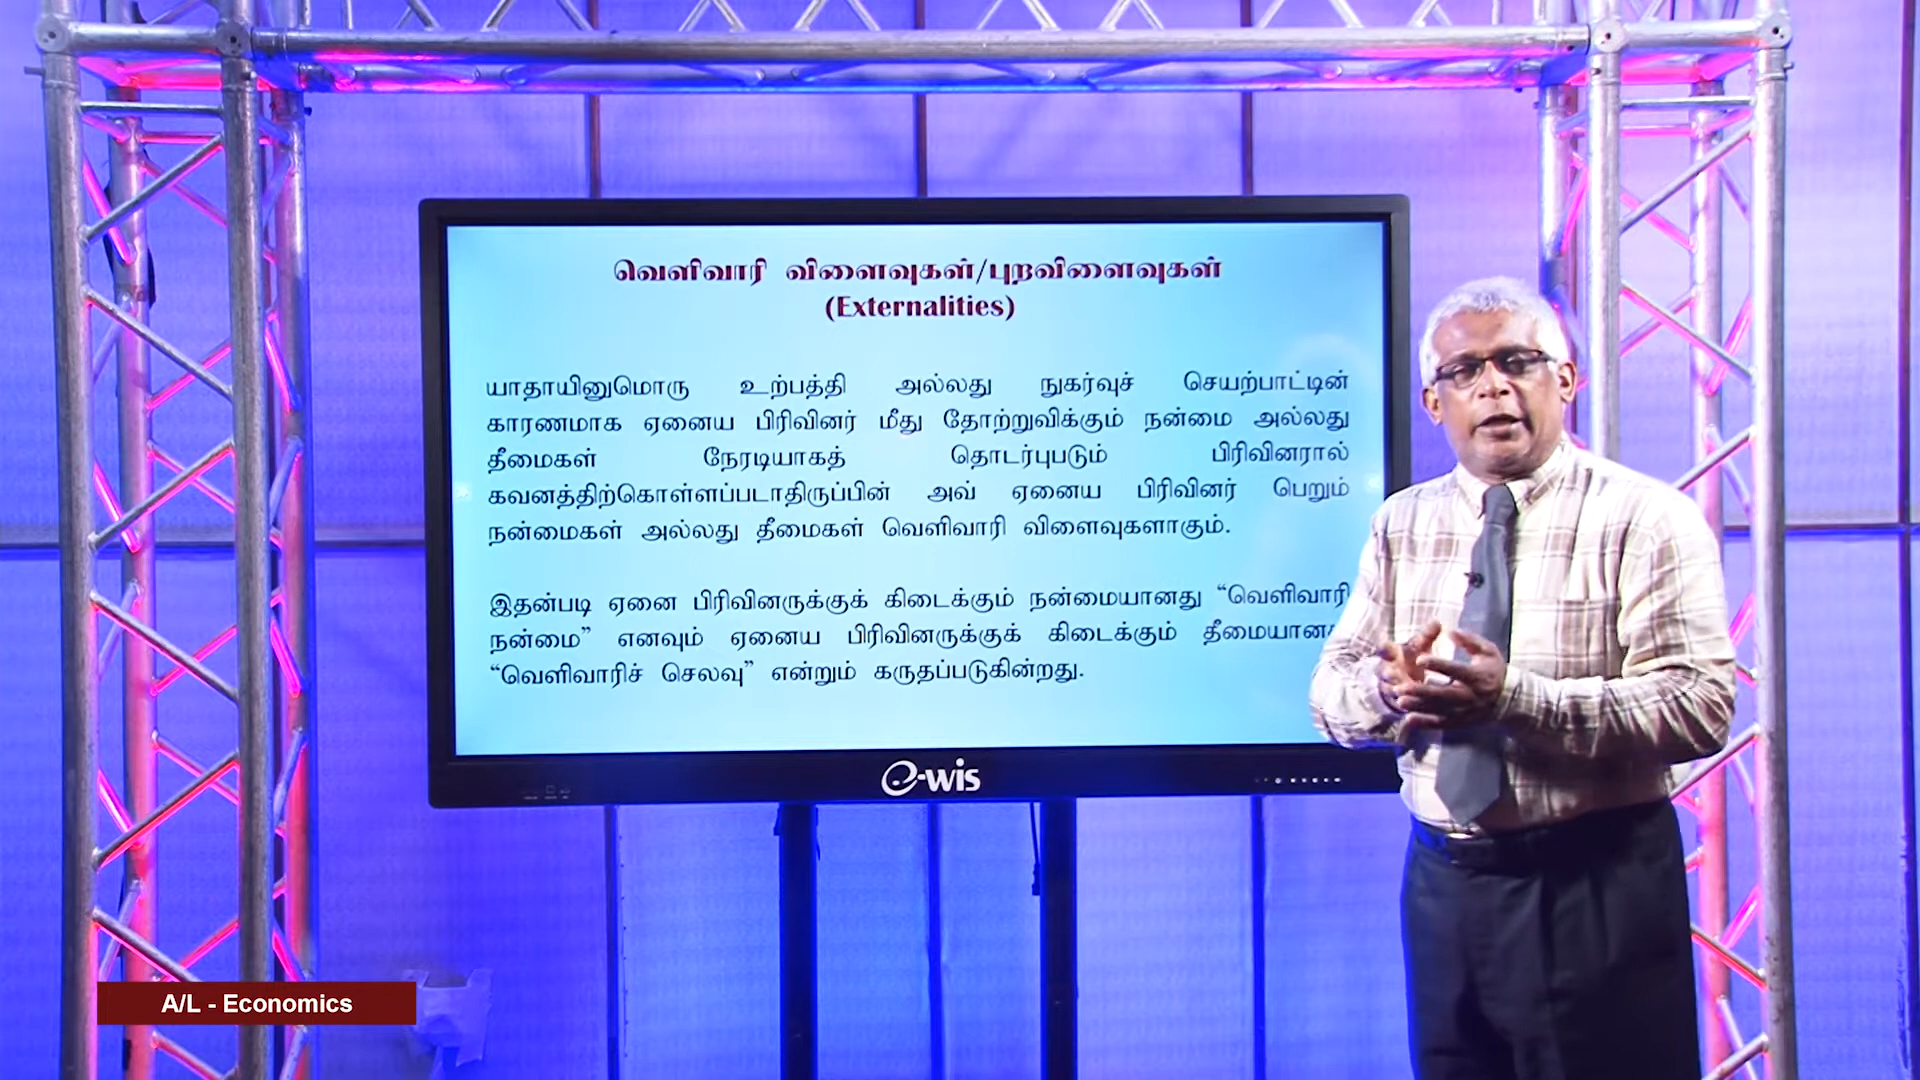 வெளிவாரி விளைவுகள்/புறவிளைவுகள்
(Externalities)
யாதாயினுமொரு உற்பத்தி அல்லது நுகர்வுச் செயற்பாட்டின்
காரணமாக ஏனைய பிரிவினர் மீது தோற்றுவிக்கும் நன்மை அல்லது
தீமைகள் நேரடியாகத் தொடர்புபடும் பிரிவினரால்
கவனத்திற்கொள்ளப்படாதிருப்பின் அவ் ஏனைய பிரிவினர் பெறும்
நன்மைகள் அல்லது தீமைகள் வெளிவாரி விளைவுகளாகும்.
இதன்படி ஏனை பிரிவினருக்குக் கிடைக்கும் நன்மையானது “வெளிவாரி
நன்மை” எனவும் ஏனைய பிரிவினருக்குக் கிடைக்கும்
“வெளிவாரிச் செலவு” என்றும் கருதப்படுகின்றது.
e-wis
A/L - Economics